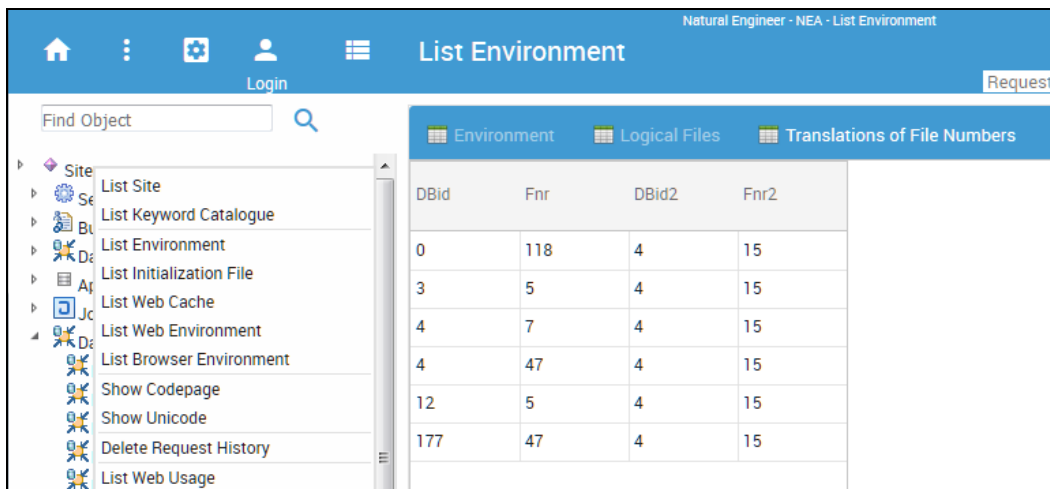 Natural Engineer - NEA - List Environment
List Environment
Login
Request
Find Object
Environment
Logical Files
Translations of File Numbers
Site
List Site
List Keyword Catalogue
List Environment
List Initialization File
List Web Cache
List Web Environment
List Browser Environment
Show Codepage
Show Unicode
Delete Request History
List Web Usage
DBid Fnr DBid2 Fnr2
0 118 4 15
3 5 4 15
4 7 4 15
4 47 4 15
12 5 4 15
177 47 4 15